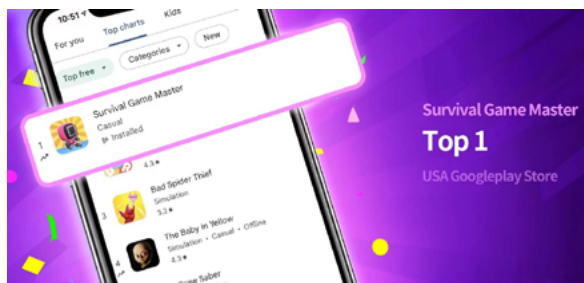 10:51
For you
Top charts
Kids
Top free
Categories
New
1
Survival Game Master
Casual
Installed
4.3★
3
Bad Spider Thief
Simulation
3.2★
4
The Baby In Yellow
Simulation • Casual • Offline
4.3★
Saber
Survival Game Master
Top 1
USA Googleplay Store